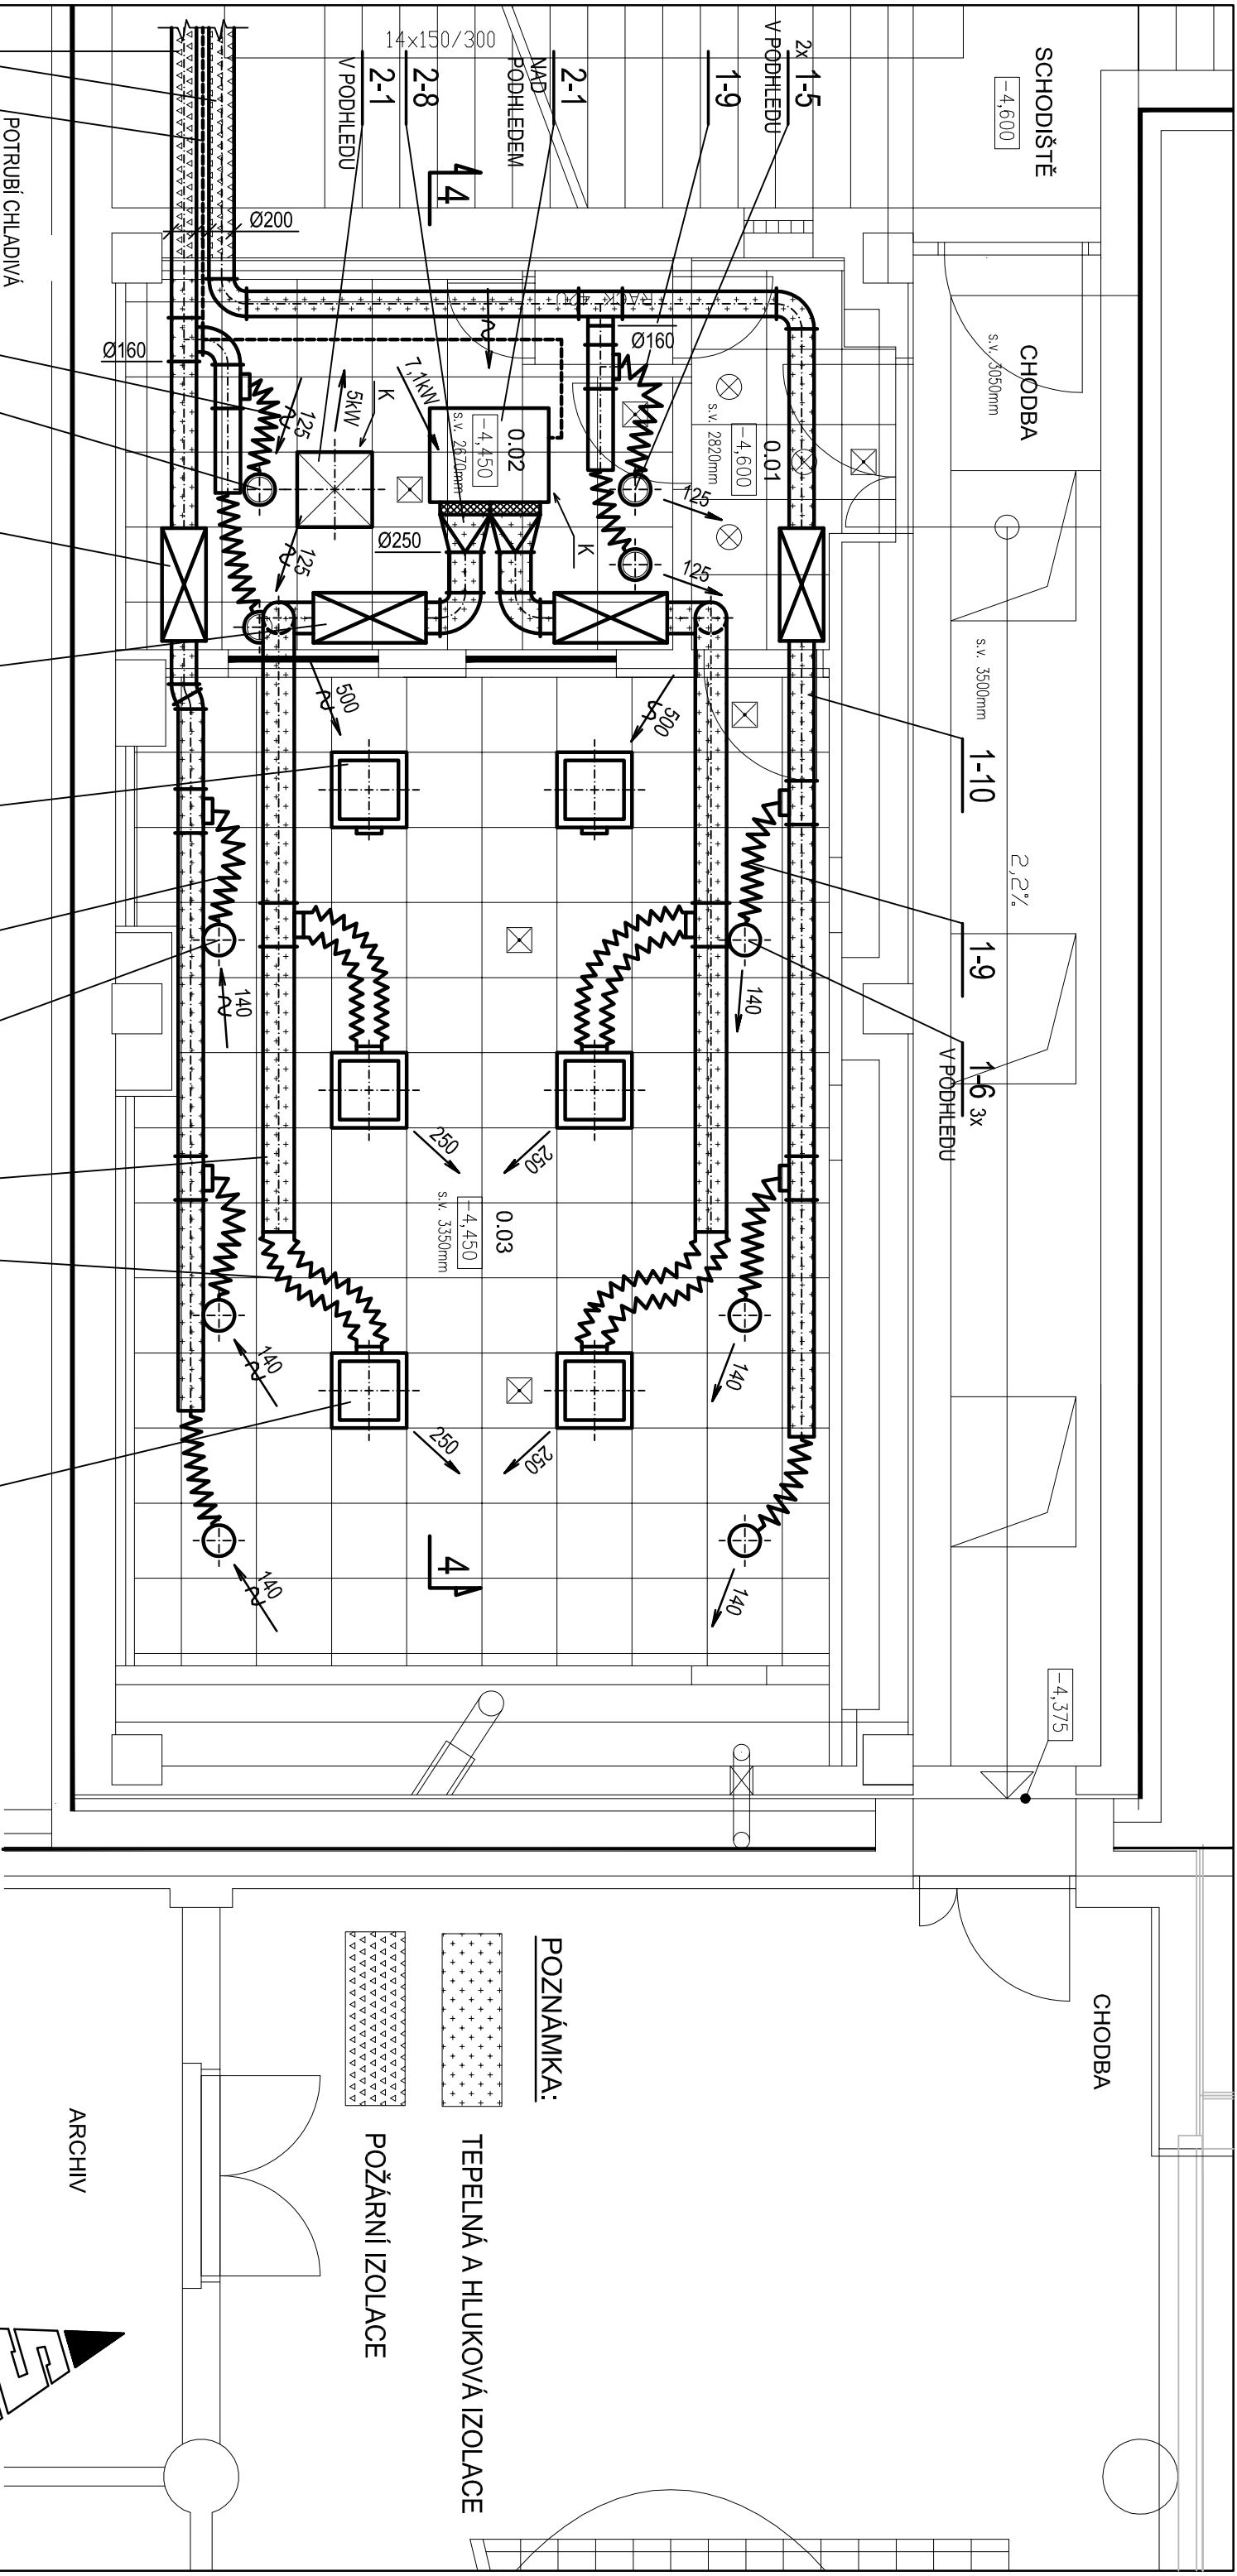 SCHODIŠTĚ
-4,600
CHODBA
s.v. 3050mm
2x 1-5
V PODHLEDU
1-9
2-1
NAD
PODHLEDEM
14x150/300
2-8
2-1
V PODHLEDU
4
POTRUBÍ CHLADIVÁ
Ø200
Ø160
Ø160
RACK 42U
0.01
-4,600
s.v. 2820mm
125
125
0.02
-4,450
s.v. 2670mm
7,1kW
K
5kW
K
125
125
Ø250
500
500
s.v. 3500mm
1-10
2,2%
1-9
1-6 3x
V PODHLEDU
140
140
250
250
0.03
-4,450
s.v. 3350mm
140
140
250
250
140
140
4
-4,375
CHODBA
POZNÁMKA:
TEPELNÁ A HLUKOVÁ IZOLACE
POŽÁRNÍ IZOLACE
ARCHIV
S